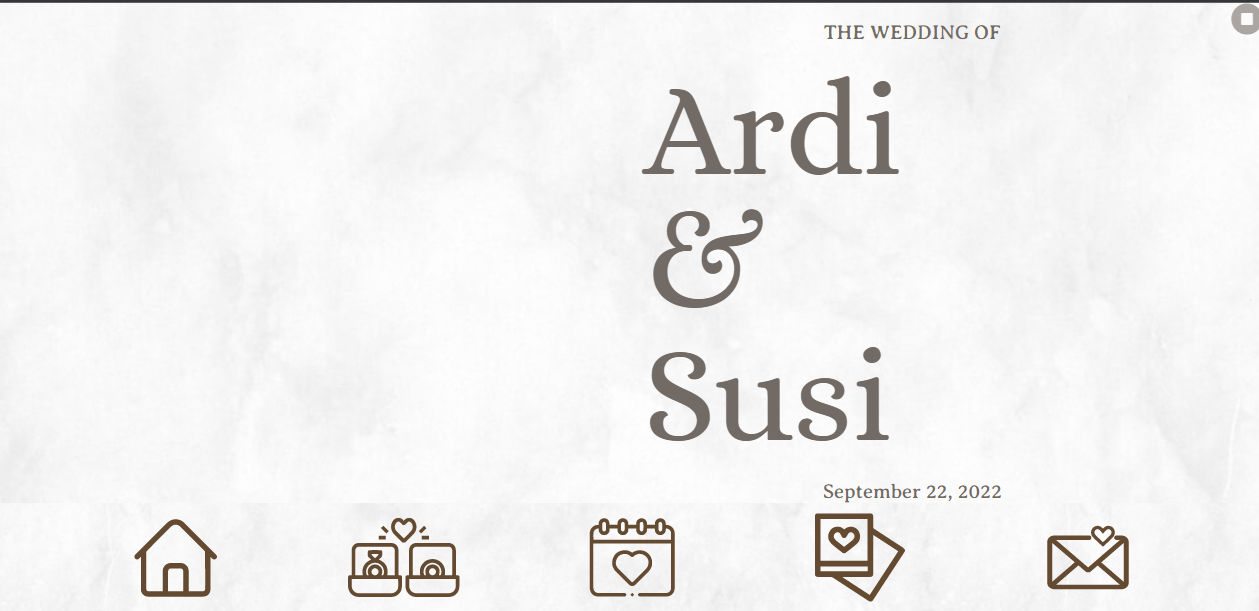 THE WEDDING OF
Ardi
&
Susi
September 22, 2022